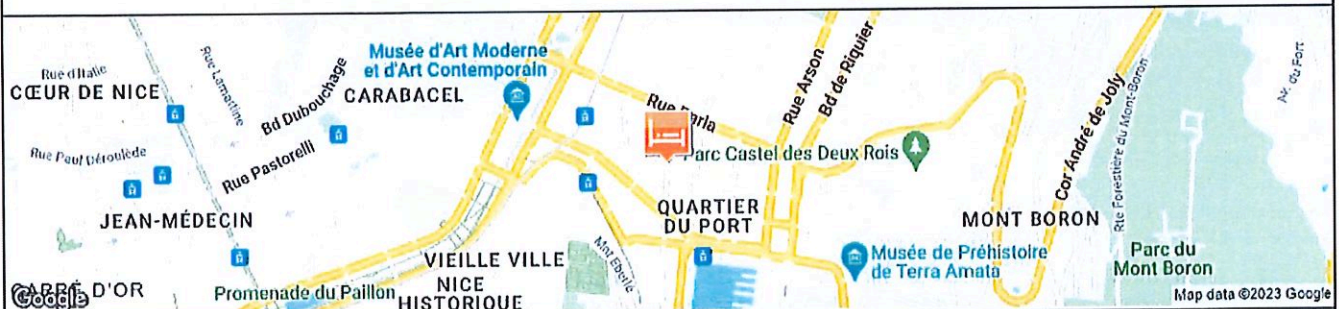 Rue d'Italie
CŒUR DE NICE
Rue Lamartine
Bd Dubouchage
Musée d'Art Moderne
et d'Art Contemporain
CARABACEL
Rue Paul Déroulède
Rue Pastorelli
JEAN-MÉDECIN
CARRÉ D'OR
Google
Promenade du Paillon
VIEILLE VILLE
NICE
HISTORIQUE
Mnt Eberlé
Rue
Rue Arson
Bd de Riquier
Parc Castel des Deux Rois
QUARTIER
DU PORT
MONT BORON
Musée de Préhistoire
de Terra Amata
Cor André de Joly
Rte Forestière du Mont-Boron
Av. du Fort
Parc du
Mont Boron
Map data ©2023 Google